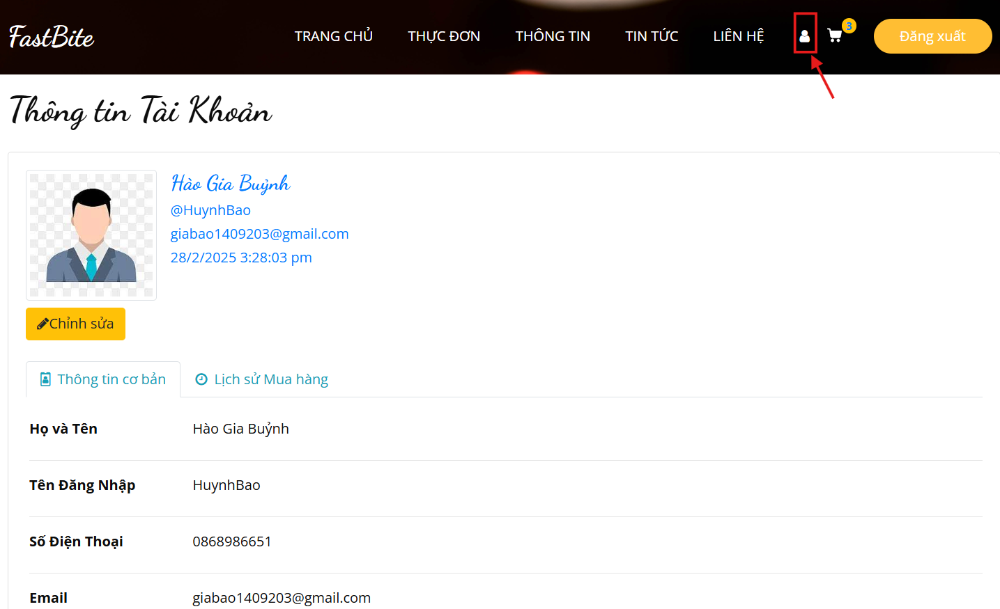 FastBite TRANG CHỦ THỰC ĐƠN THÔNG TIN TIN TỨC LIÊN HỆ 3 Đăng xuất
Thông tin Tài Khoản
Hào Gia Buỷnh
@HuynhBao
giabao1409203@gmail.com
28/2/2025 3:28:03 pm
Chỉnh sửa
Thông tin cơ bản Lịch sử Mua hàng
Họ và Tên Hào Gia Buỷnh
Tên Đăng Nhập HuynhBao
Số Điện Thoại 0868986651
Email giabao1409203@gmail.com